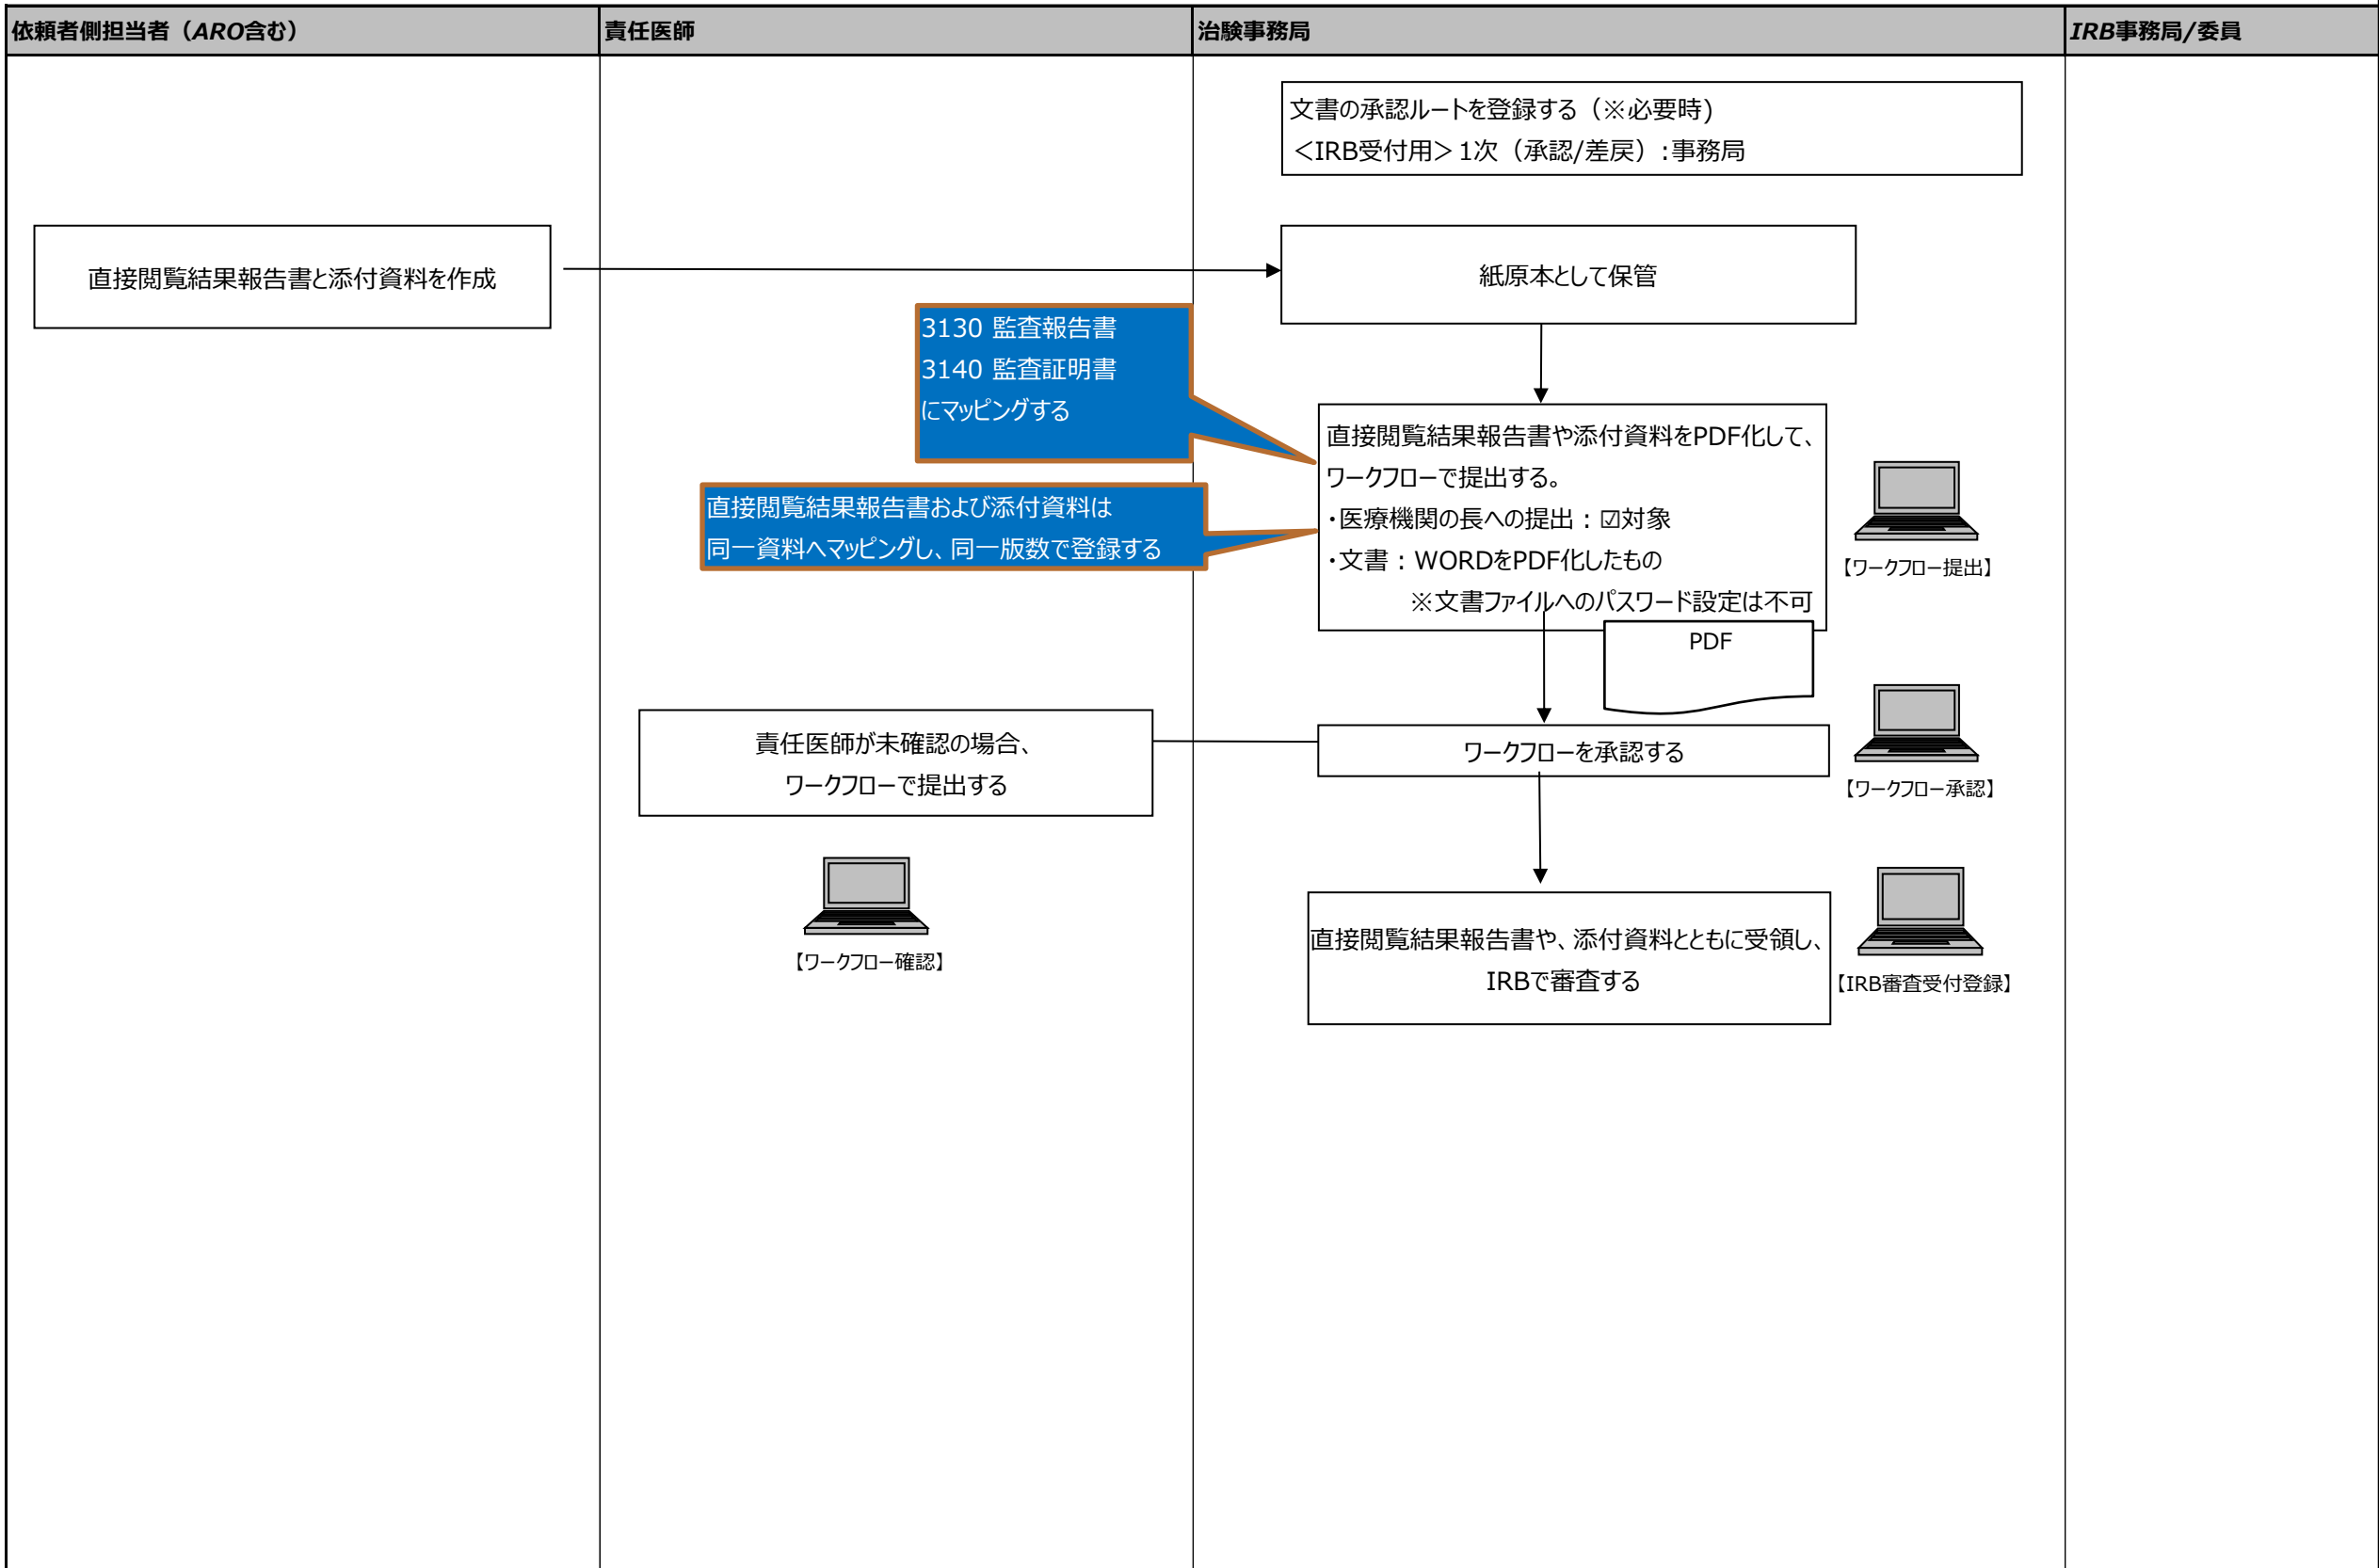 依頼者側担当者（ARO含む）
責任医師
治験事務局
IRB事務局/委員
文書の承認ルートを登録する（※必要時)
＜IRB受付用＞1次（承認/差戻）:事務局
直接閲覧結果報告書と添付資料を作成
紙原本として保管
3130 監査報告書
3140 監査証明書
にマッピングする
直接閲覧結果報告書や添付資料をPDF化して、
ワークフローで提出する。
・医療機関の長への提出：☑対象
・文書：WORDをPDF化したもの
※文書ファイルへのパスワード設定は不可
【ワークフロー提出】
直接閲覧結果報告書および添付資料は
同一資料へマッピングし、同一版数で登録する
PDF
責任医師が未確認の場合、
ワークフローで提出する
ワークフローを承認する
【ワークフロー承認】
【ワークフロー確認】
直接閲覧結果報告書や、添付資料とともに受領し、
IRBで審査する
【IRB審査受付登録】